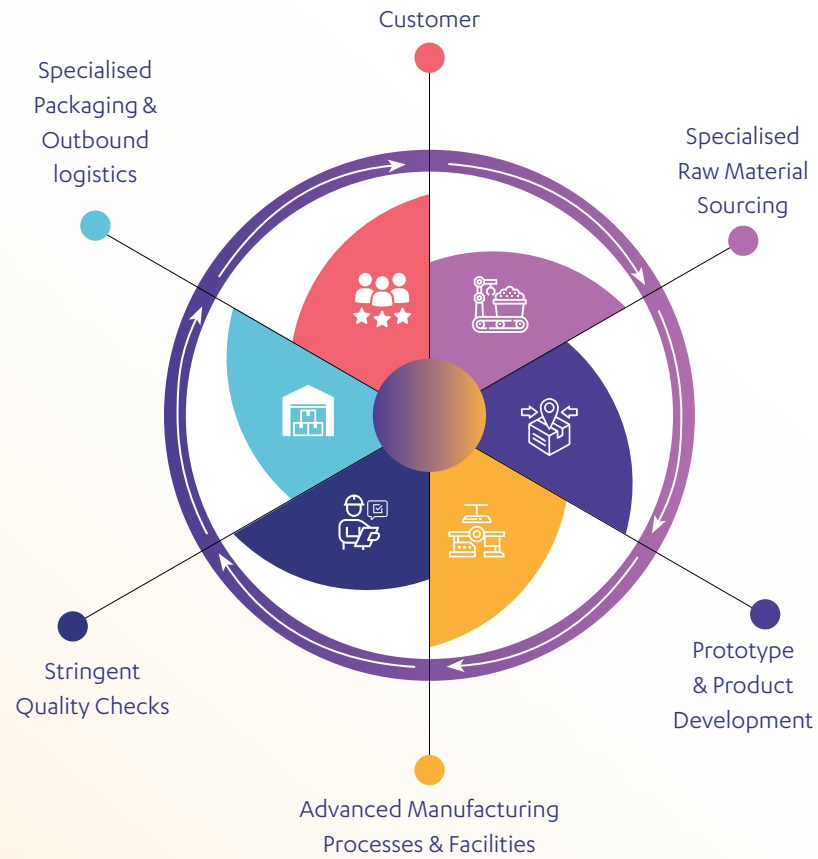 Customer
Specialised
Raw Material
Sourcing
Prototype
& Product
Development
Advanced Manufacturing
Processes & Facilities
Stringent
Quality Checks
Specialised
Packaging &
Outbound
logistics